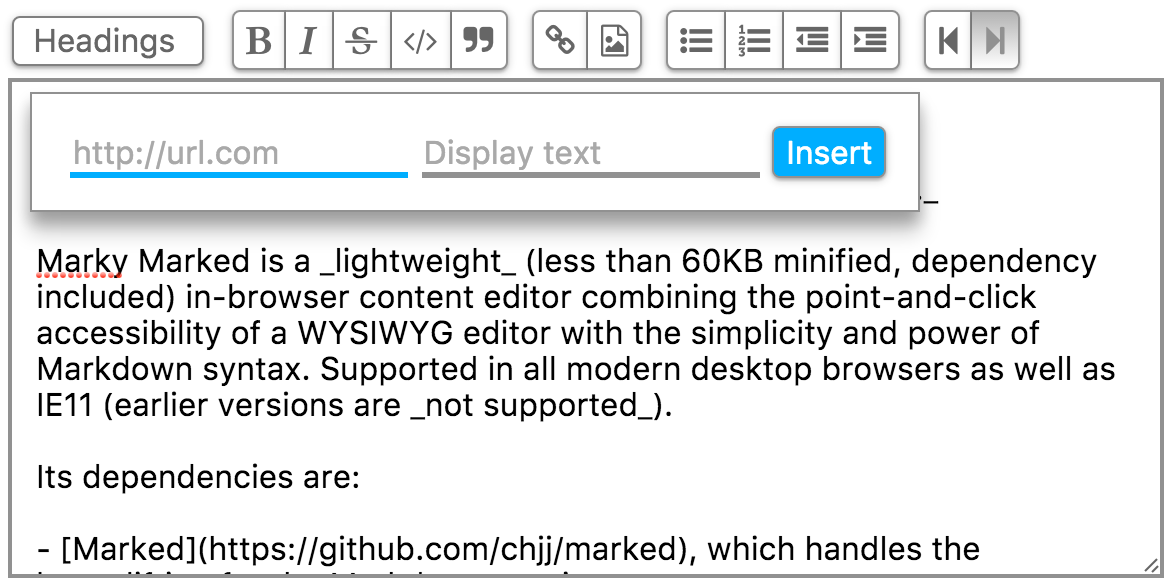 Headings B I S </> ” 1 2 3
http://url.com Display text Insert
Marky Marked is a _lightweight_ (less than 60KB minified, dependency
included) in-browser content editor combining the point-and-click
accessibility of a WYSIWYG editor with the simplicity and power of
Markdown syntax. Supported in all modern desktop browsers as well as
IE11 (earlier versions are _not supported_).
Its dependencies are:
- [Marked](https://github.com/chjj/marked), which handles the